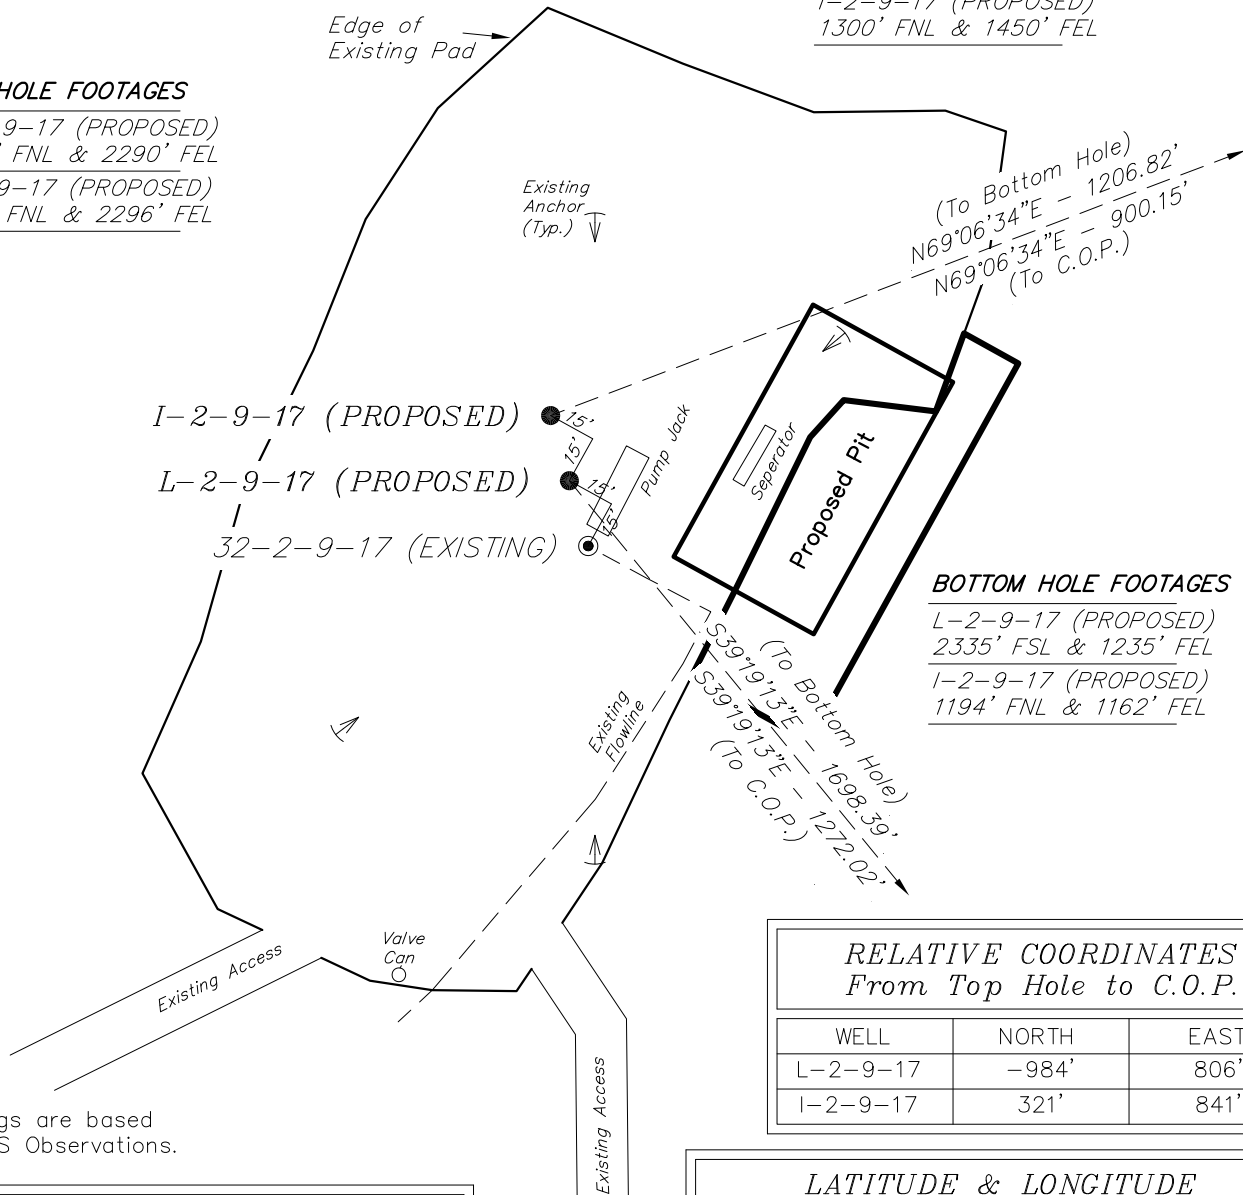 Edge of
Existing Pad
I-2-9-17 (PROPOSED)
1300' FNL & 1450' FEL
HOLE FOOTAGES
9-17 (PROPOSED)
' FNL & 2290' FEL
9-17 (PROPOSED)
FNL & 2296' FEL
Existing
Anchor
(Typ.)
(To Bottom Hole)
N69°06'34"E - 1206.82'
N69°06'34"E - 900.15'
(To C.O.P.)
I-2-9-17 (PROPOSED)
15'
15'
L-2-9-17 (PROPOSED)
15'
15'
32-2-9-17 (EXISTING)
Pump Jack
Seperator
Proposed Pit
BOTTOM HOLE FOOTAGES
L-2-9-17 (PROPOSED)
2335' FSL & 1235' FEL
I-2-9-17 (PROPOSED)
1194' FNL & 1162' FEL
(To Bottom Hole)
S39°19'13"E - 1698.39'
S39°19'13"E - 1272.02'
(To C.O.P.)
Existing
Flowline
Valve
Can
Existing Access
Existing Access
gs are based
S Observations.
RELATIVE COORDINATES
From Top Hole to C.O.P.
WELL NORTH EAST
L-2-9-17 -984' 806'
I-2-9-17 321' 841'
LATITUDE & LONGITUDE